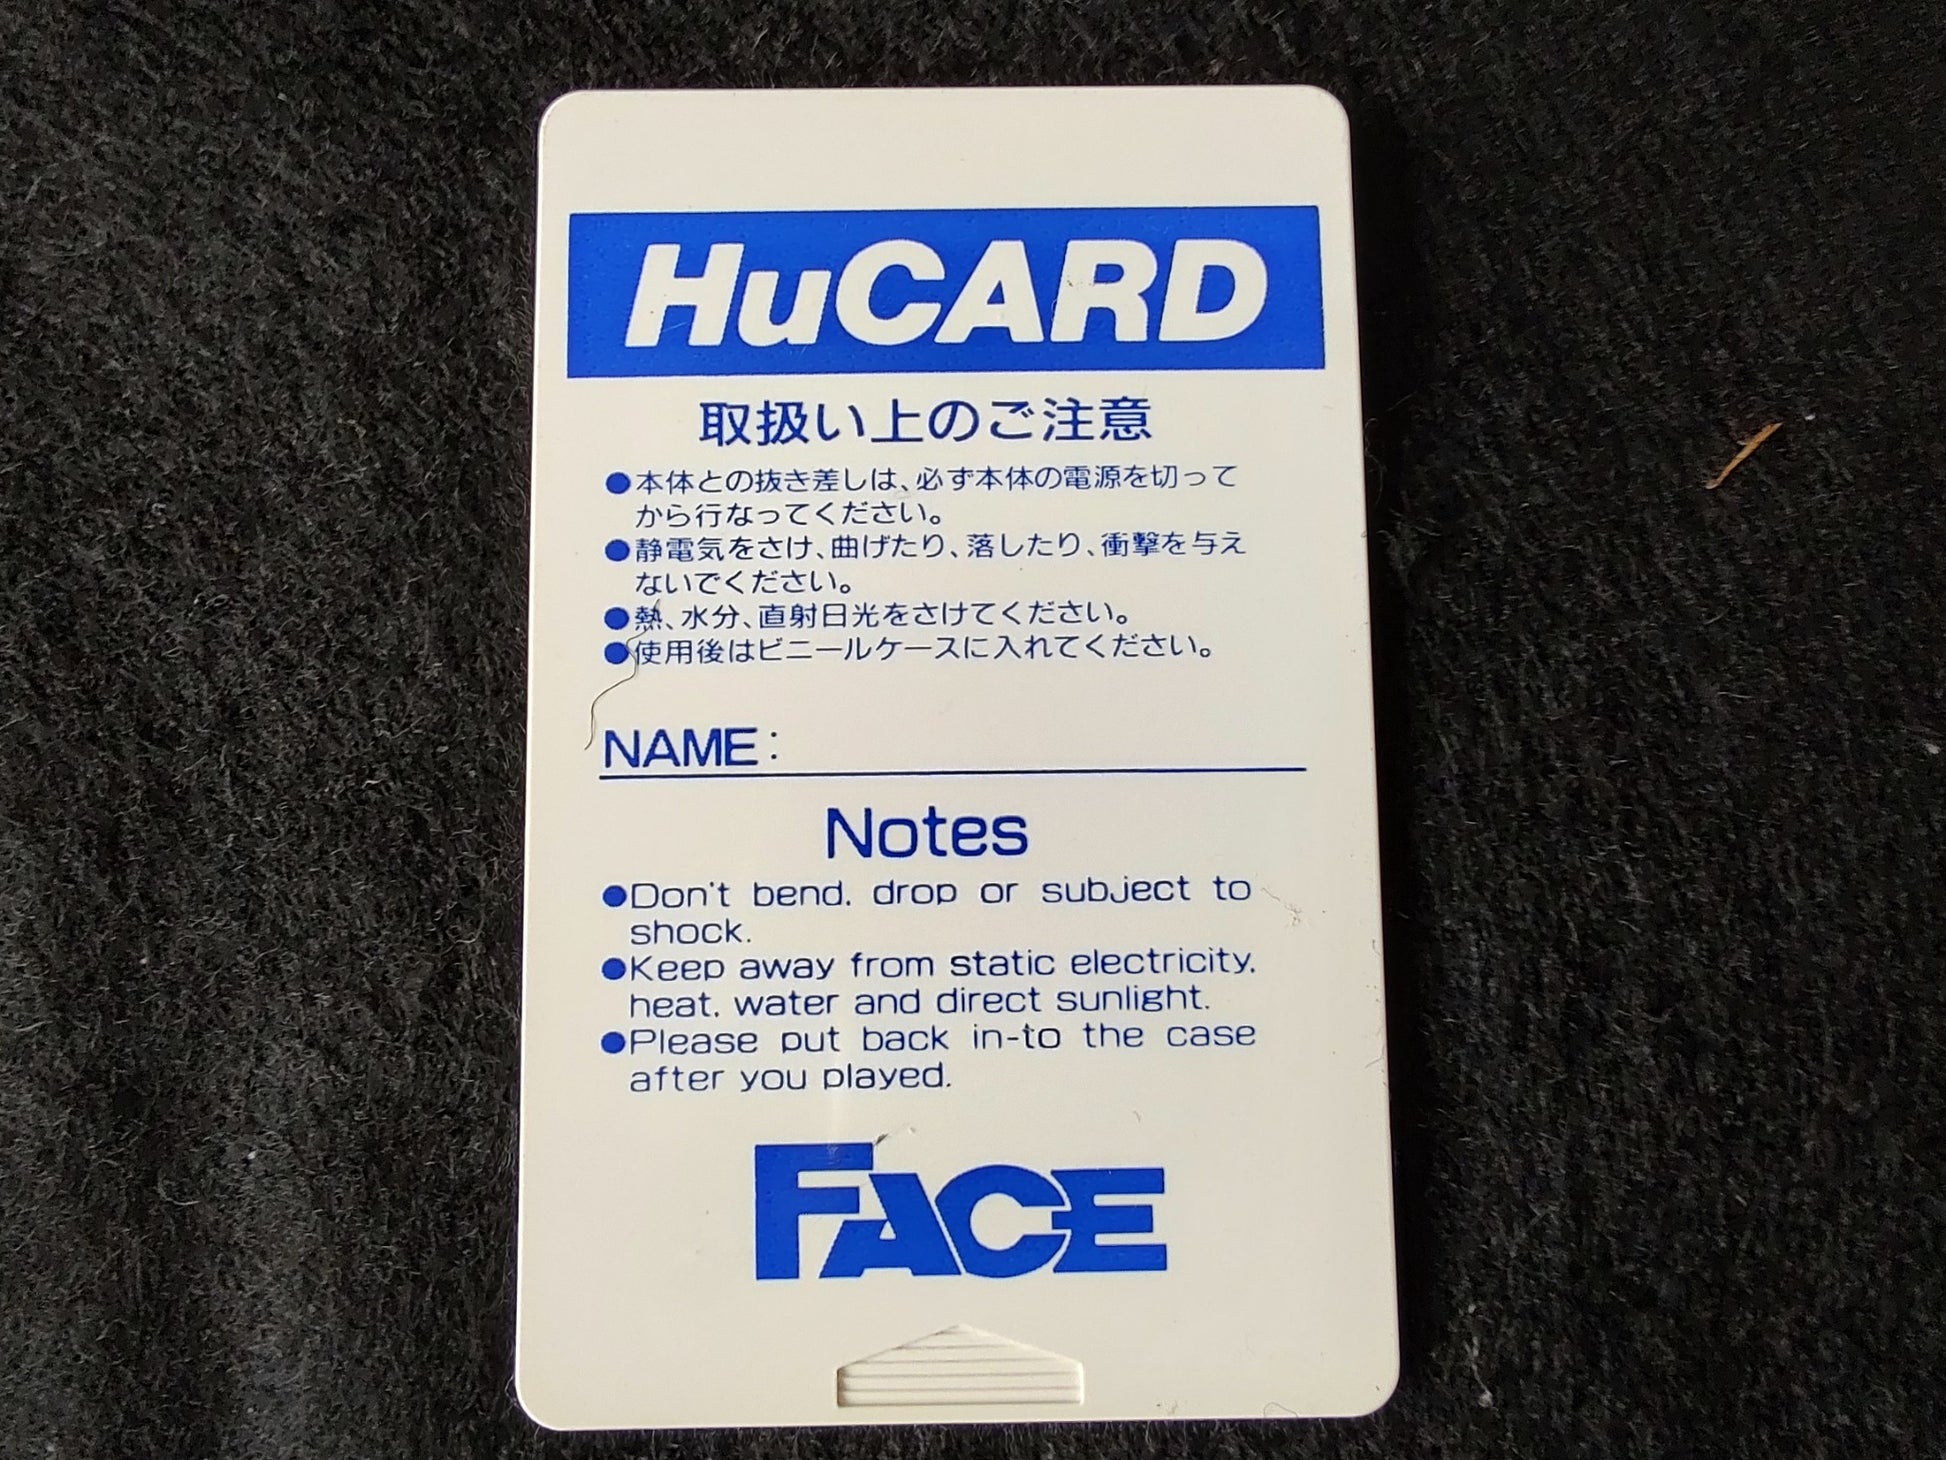 HuCARD
取扱い上のご注意
●本体との抜き差しは、必ず本体の電源を切って
から行なってください。
●静電気をさけ、曲げたり、落したり、衝撃を与え
ないでください。
●熱、水分、直射日光をさけてください。
●使用後はビニールケースに入れてください。
NAME:
Notes
●Don't bend, drop or subject to
shock.
●Keep away from static electricity,
heat, water and direct sunlight.
●Please put back in-to the case
after you played.
FACE